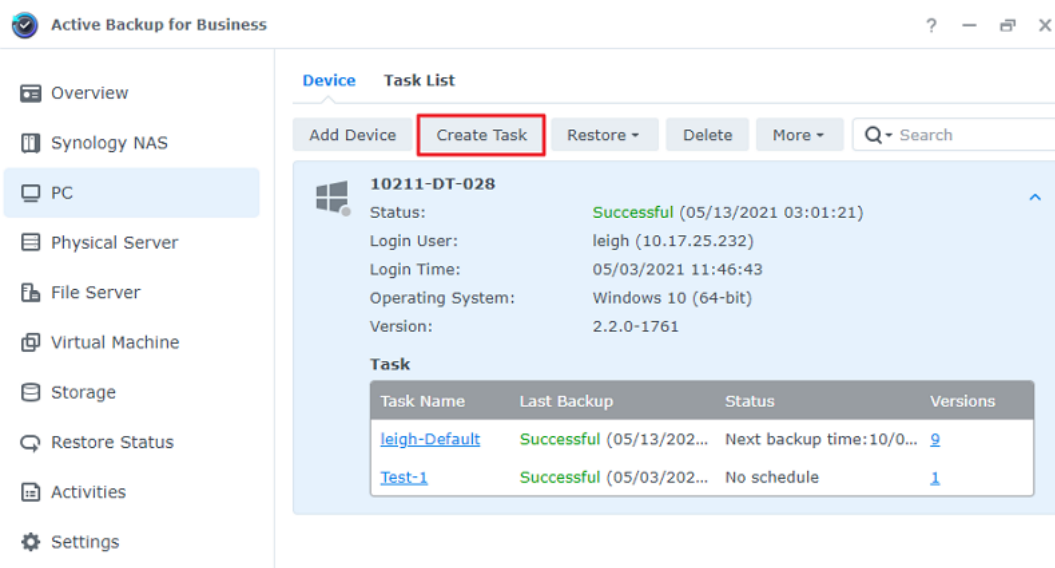 Active Backup for Business
?
Overview
Synology NAS
PC
Physical Server
File Server
Virtual Machine
Storage
Restore Status
Activities
Settings
Device Task List
Add Device Create Task Restore Delete More Search
10211-DT-028
Status: Successful (05/13/2021 03:01:21)
Login User: leigh (10.17.25.232)
Login Time: 05/03/2021 11:46:43
Operating System: Windows 10 (64-bit)
Version: 2.2.0-1761
Task
Task Name Last Backup Status Versions
leigh-Default Successful (05/13/202... Next backup time:10/0... 9
Test-1 Successful (05/03/202... No schedule 1